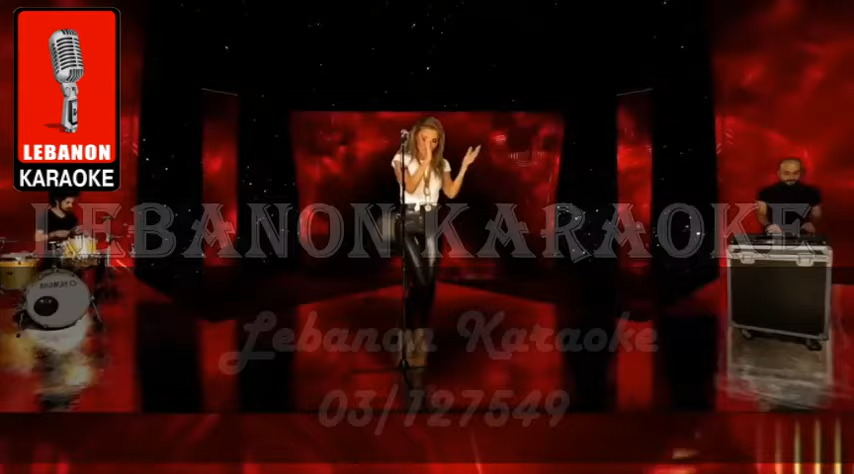 LEBANON
KARAOKE
LEBANON KARAOKE
Lebanon Karaoke
03/127549